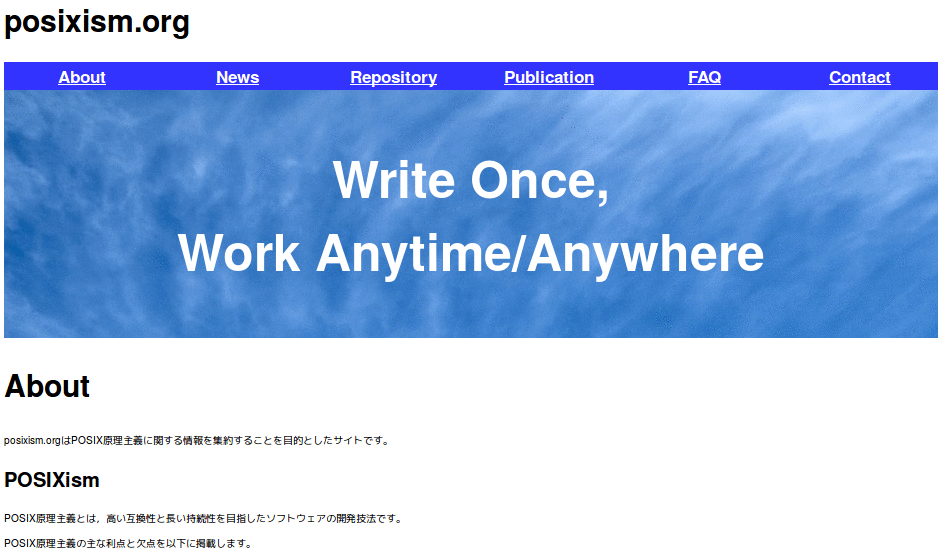 posixism.org
About News Repository Publication FAQ Contact
Write Once,
Work Anytime/Anywhere
About
posixism.orgはPOSIX原理主義に関する情報を集約することを目的としたサイトです。
POSIXism
POSIX原理主義とは，高い互換性と長い持続性を目指したソフトウェアの開発技法です。
POSIX原理主義の主な利点と欠点を以下に掲載します。